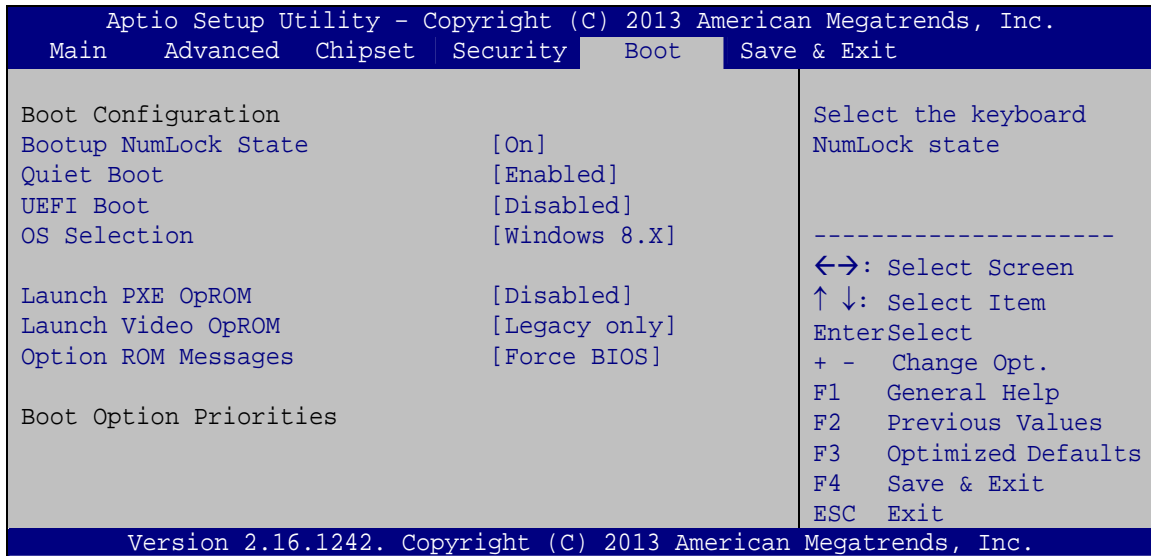 Aptio Setup Utility – Copyright (C) 2013 American Megatrends, Inc.
Main Advanced Chipset Security Boot Save & Exit
Boot Configuration
Bootup NumLock State [On]
Quiet Boot [Enabled]
UEFI Boot [Disabled]
OS Selection [Windows 8.X]
Launch PXE OpROM [Disabled]
Launch Video OpROM [Legacy only]
Option ROM Messages [Force BIOS]
Boot Option Priorities
Select the keyboard
NumLock state
---------------------
←→: Select Screen
↑ ↓: Select Item
EnterSelect
+ - Change Opt.
F1 General Help
F2 Previous Values
F3 Optimized Defaults
F4 Save & Exit
ESC Exit
Version 2.16.1242. Copyright (C) 2013 American Megatrends, Inc.